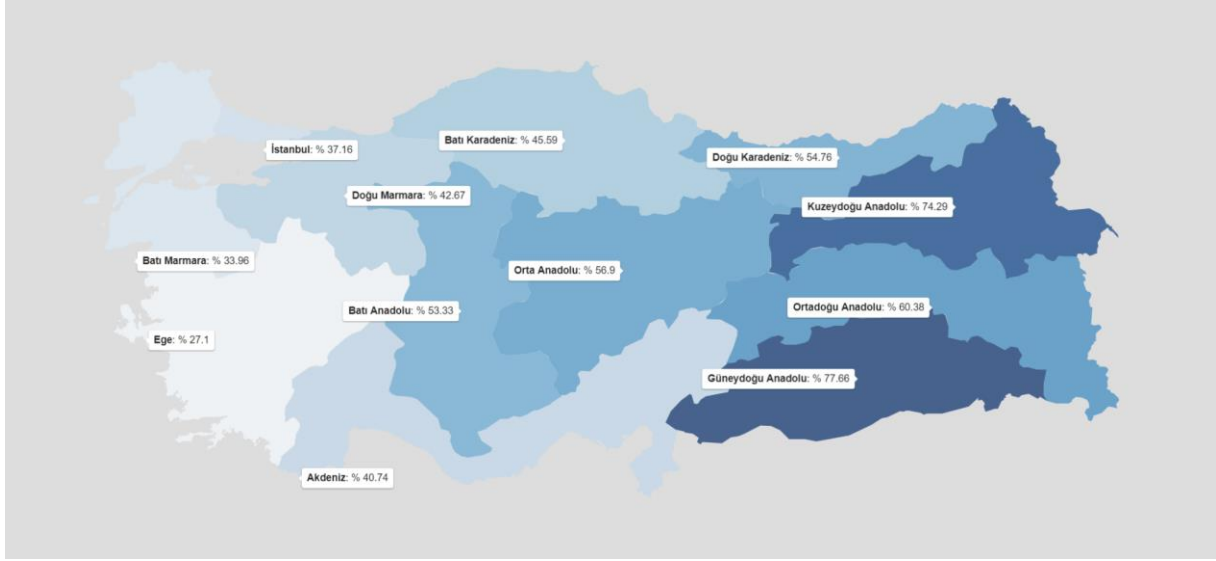 Batı Karadeniz: % 45.59
İstanbul: % 37.16
Doğu Karadeniz: % 54.76
Doğu Marmara: % 42.67
Kuzeydoğu Anadolu: % 74.29
Batı Marmara: % 33.96
Orta Anadolu: % 56.9
Ortadoğu Anadolu: % 60.38
Batı Anadolu: % 53.33
Ege: % 27.1
Güneydoğu Anadolu: % 77.66
Akdeniz: % 40.74